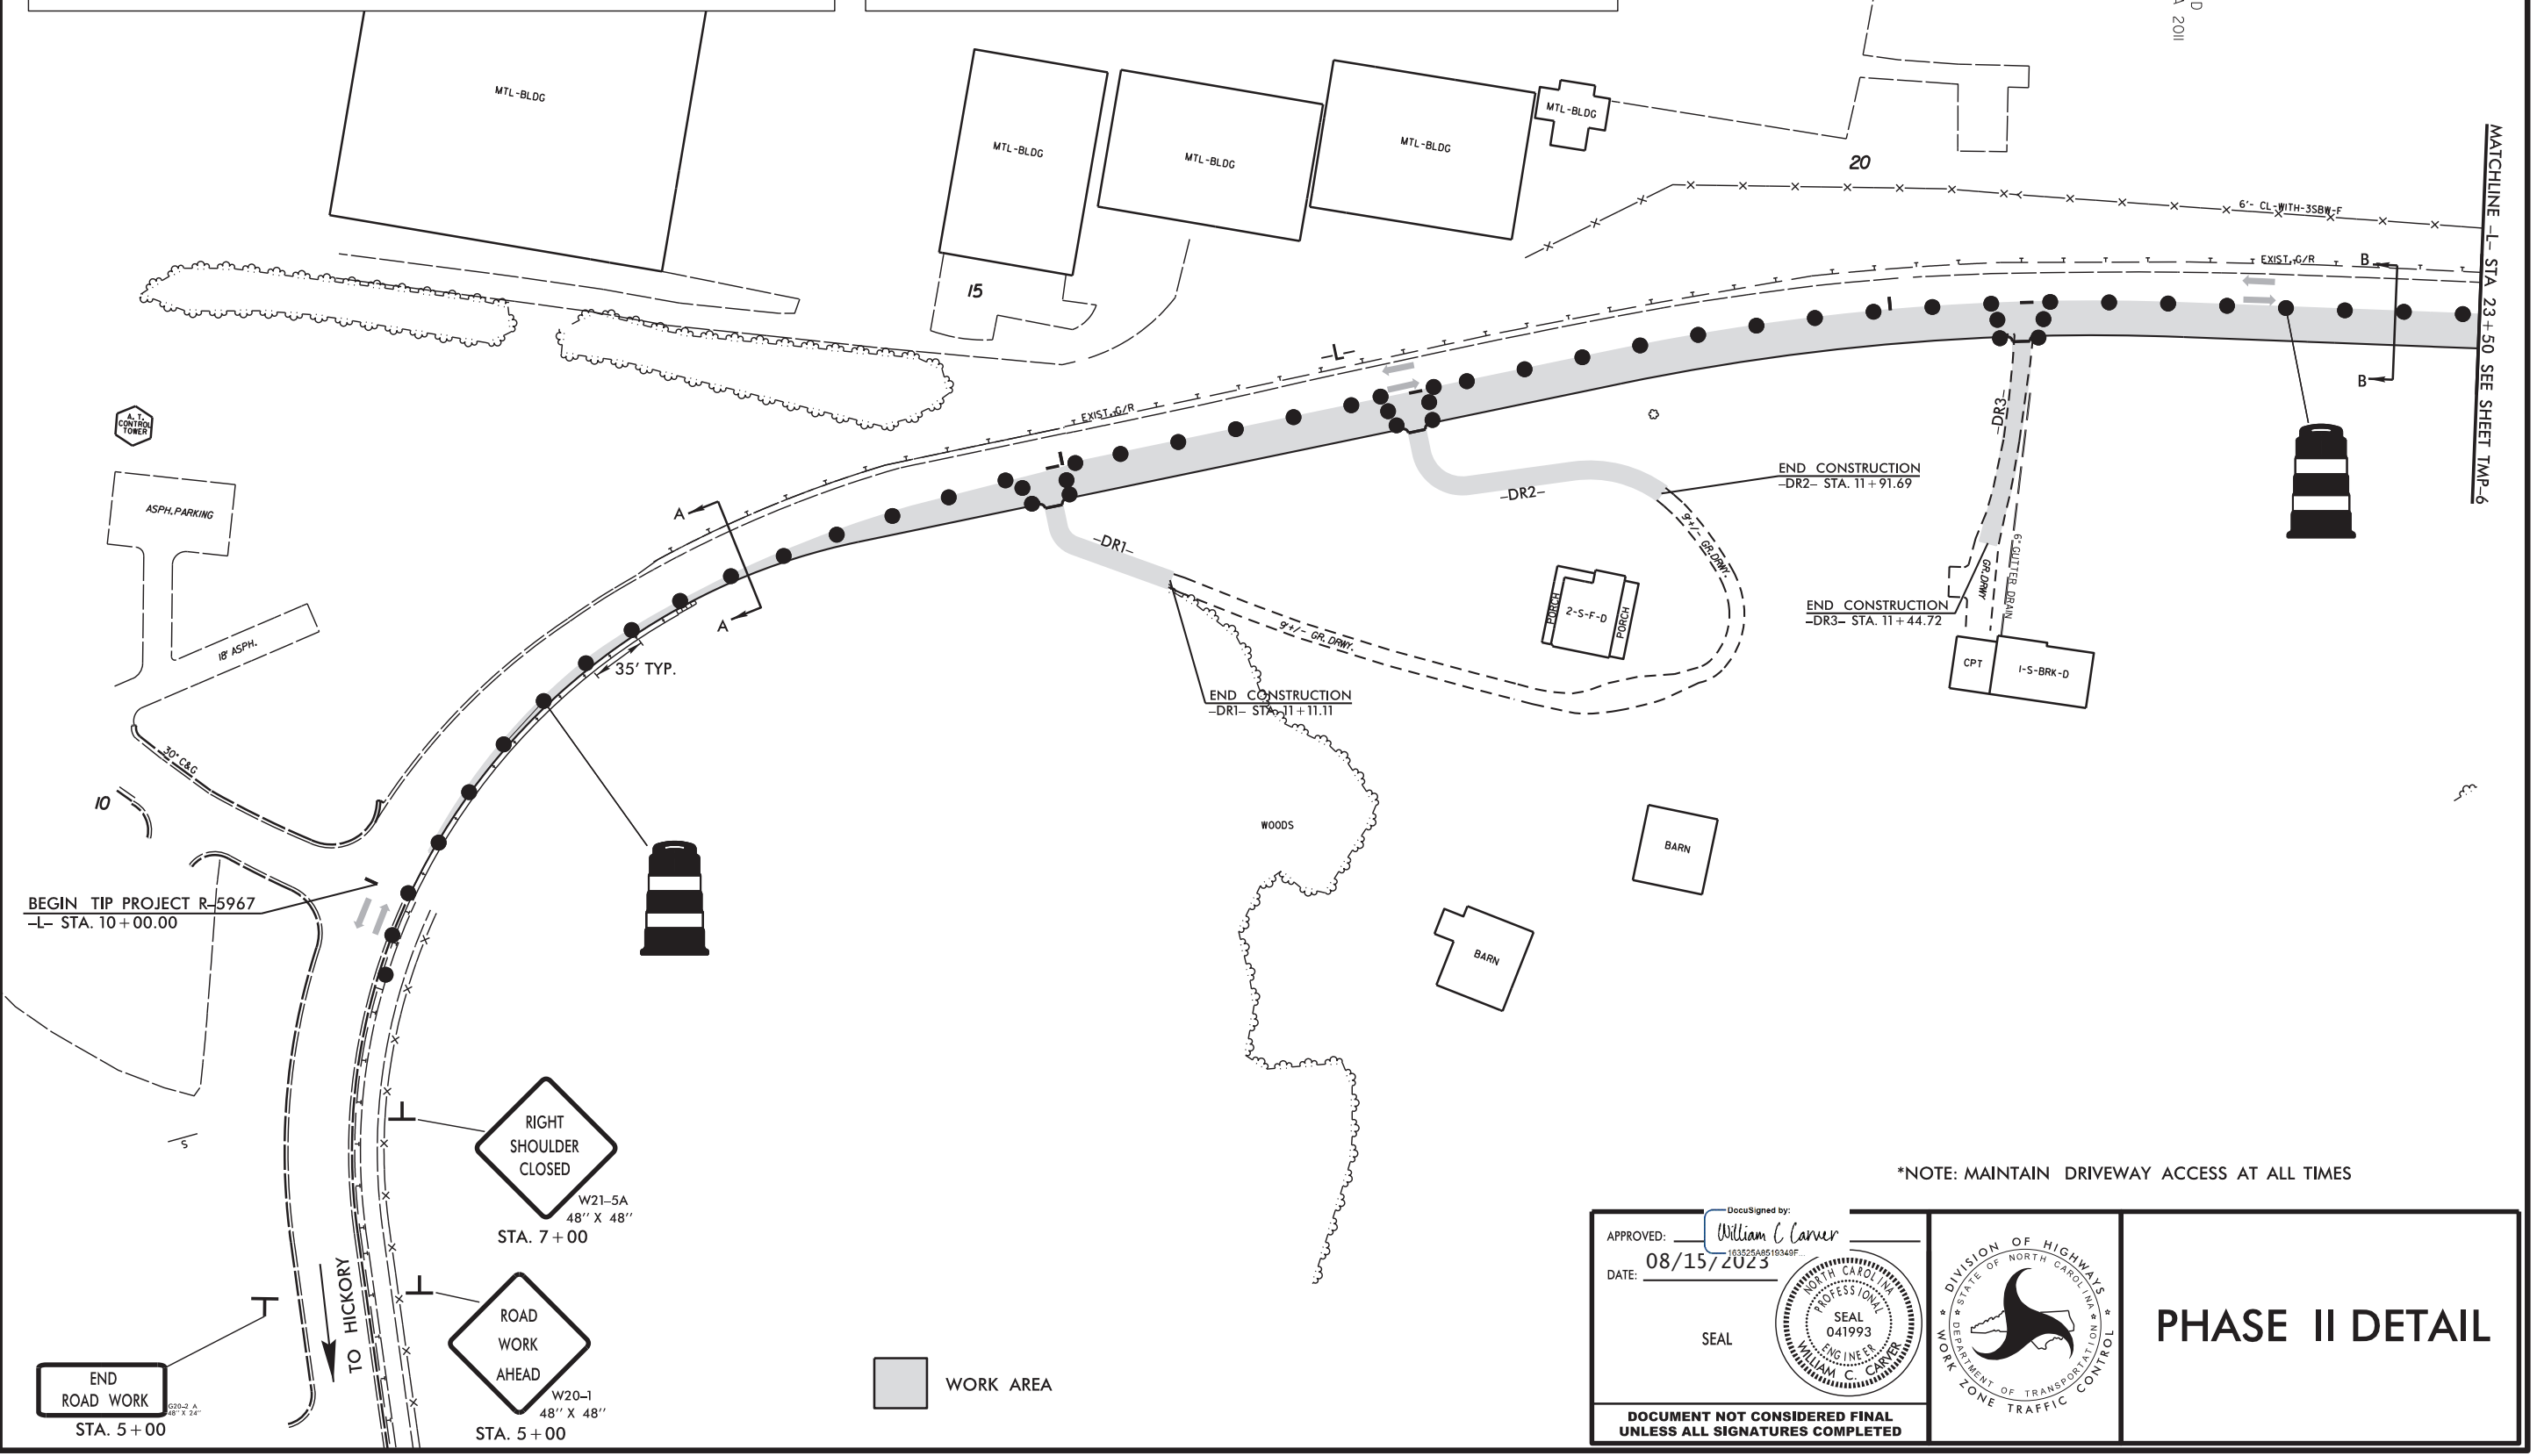 D
A 2011
MTL-BLDG
MTL-BLDG
MTL-BLDG
MTL-BLDG
MTL-BLDG
20
6'- CL-WITH-3SBW-F
MATCHLINE -L- STA 23+50 SEE SHEET TMP-6
EXIST. G/R
B
B
15
-L-
EXIST. G/R
A. T.
CONTROL
TOWER
ASPH. PARKING
18' ASPH.
30" C&G
10
A
A
35' TYP.
-DR1-
-DR2-
-DR3-
END CONSTRUCTION
-DR2- STA. 11+91.69
9'+/- GR. DRWY.
PORCH
2-S-F-D
PORCH
9'+/- GR. DRWY.
GR. DRWY
6" GUTTER DRAIN
END CONSTRUCTION
-DR3- STA. 11+44.72
CPT
1-S-BRK-D
END CONSTRUCTION
-DR1- STA. 11+11.11
WOODS
BARN
BARN
BEGIN TIP PROJECT R-5967
-L- STA. 10+00.00
S
RIGHT
SHOULDER
CLOSED
W21-5A
48'' X 48''
STA. 7+00
ROAD
WORK
AHEAD
W20-1
48'' X 48''
STA. 5+00
TO HICKORY
END
ROAD WORK
G20-2 A
48" X 24"
STA. 5+00
WORK AREA
*NOTE: MAINTAIN DRIVEWAY ACCESS AT ALL TIMES
DocuSigned by:
APPROVED: William C Carver
163525A8519349F...
DATE: 08/15/2023
SEAL
NORTH CAROLINA
PROFESSIONAL
SEAL
041993
ENGINEER
WILLIAM C. CARVER
DOCUMENT NOT CONSIDERED FINAL
UNLESS ALL SIGNATURES COMPLETED
DIVISION OF HIGHWAYS
STATE OF NORTH CAROLINA
DEPARTMENT OF TRANSPORTATION
WORK ZONE TRAFFIC CONTROL
PHASE II DETAIL